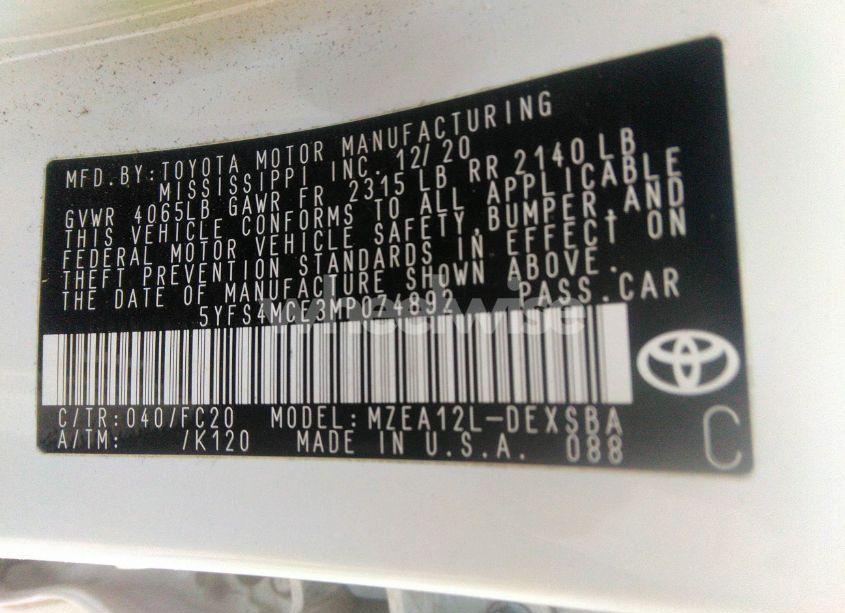 MFD. BY: TOYOTA MOTOR MANUFACTURING
MISSISSIPPI INC. 12/20
GVWR 4065LB GAWR FR 2315 LB RR 2140 LB
THIS VEHICLE CONFORMS TO ALL APPLICABLE
FEDERAL MOTOR VEHICLE SAFETY, BUMPER, AND
THEFT PREVENTION STANDARDS IN EFFECT ON
THE DATE OF MANUFACTURE SHOWN ABOVE.
5YFS4MCE3MP074892 PASS. CAR
wheelwise
C/TR: 040/FC20 MODEL: MZEA12L-DEXSBA
A/TM: /K120 MADE IN U.S.A. 088
C